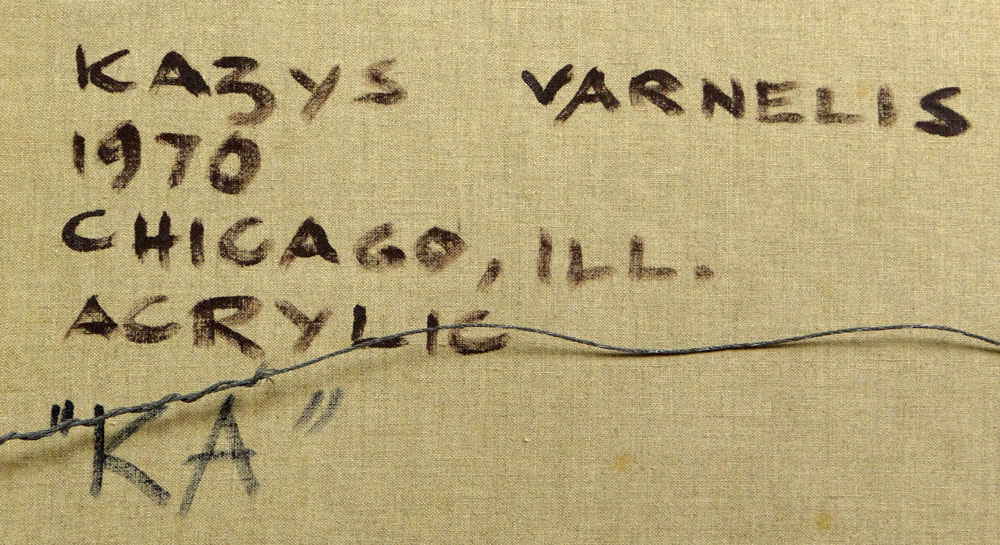 KAZYS VARNELIS
1970
CHICAGO, ILL.
ACRYLIC
"KA"